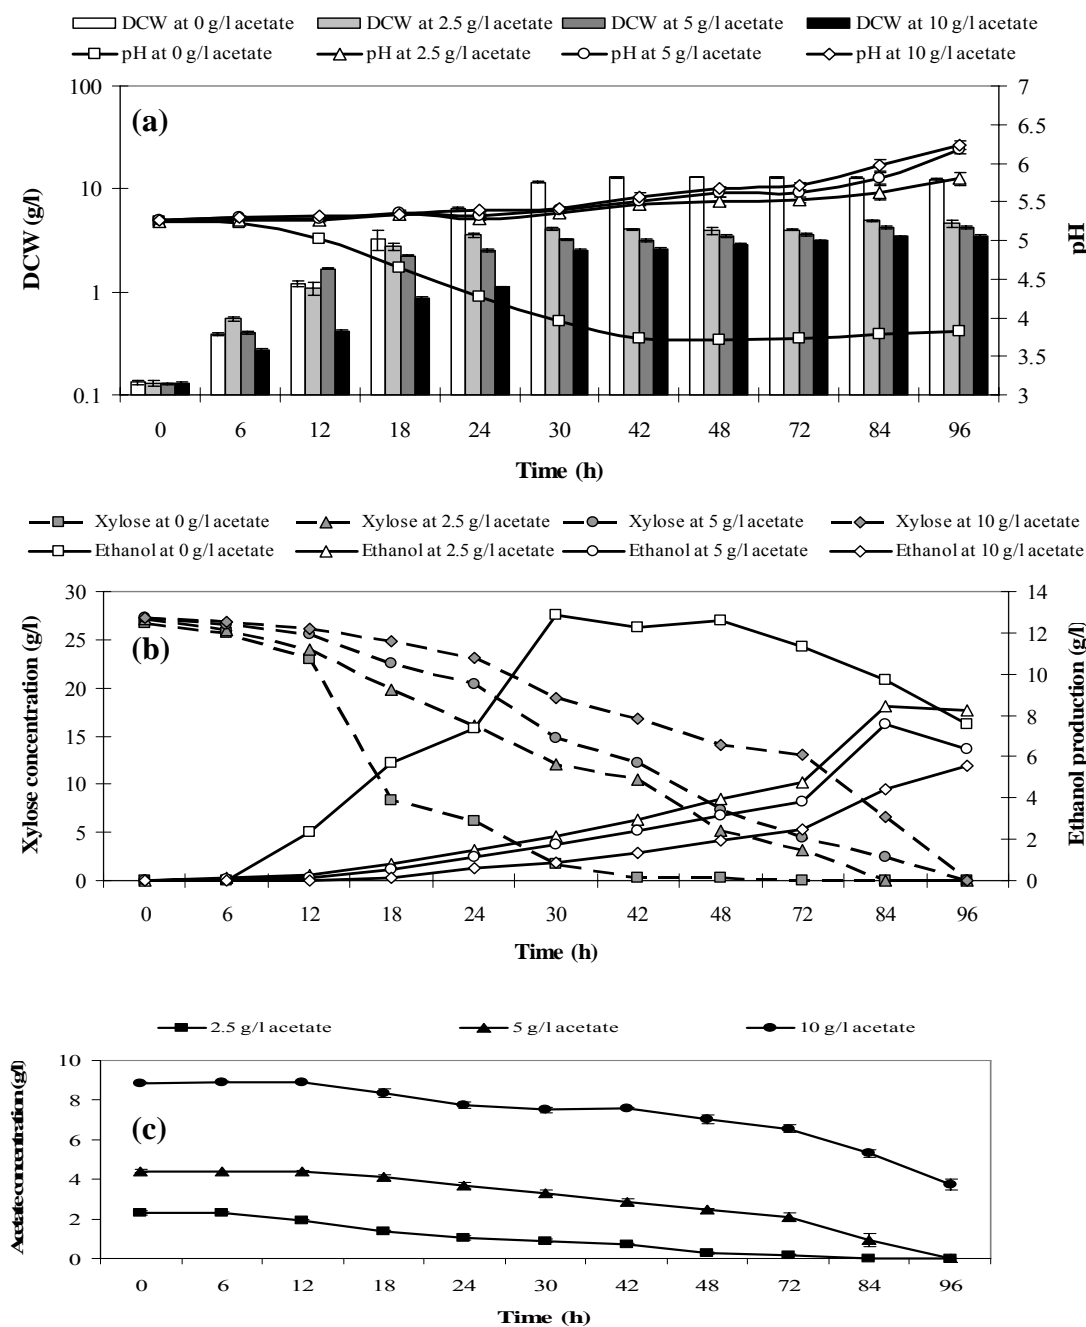 DCW at 0 g/l acetate DCW at 2.5 g/l acetate DCW at 5 g/l acetate DCW at 10 g/l acetate
pH at 0 g/l acetate pH at 2.5 g/l acetate pH at 5 g/l acetate pH at 10 g/l acetate
(a)
DCW (g/l)
100
10
1
0.1
7
6.5
6
5.5
5
4.5
4
3.5
3
pH
0 6 12 18 24 30 42 48 72 84 96
Time (h)
Xylose at 0 g/l acetate Xylose at 2.5 g/l acetate Xylose at 5 g/l acetate Xylose at 10 g/l acetate
Ethanol at 0 g/l acetate Ethanol at 2.5 g/l acetate Ethanol at 5 g/l acetate Ethanol at 10 g/l acetate
(b)
Xylose concentration (g/l)
30
25
20
15
10
5
0
14
12
10
8
6
4
2
0
Ethanol production (g/l)
0 6 12 18 24 30 42 48 72 84 96
Time (h)
2.5 g/l acetate 5 g/l acetate 10 g/l acetate
(c)
Acetate concentration (g/l)
10
8
6
4
2
0
0 6 12 18 24 30 42 48 72 84 96
Time (h)